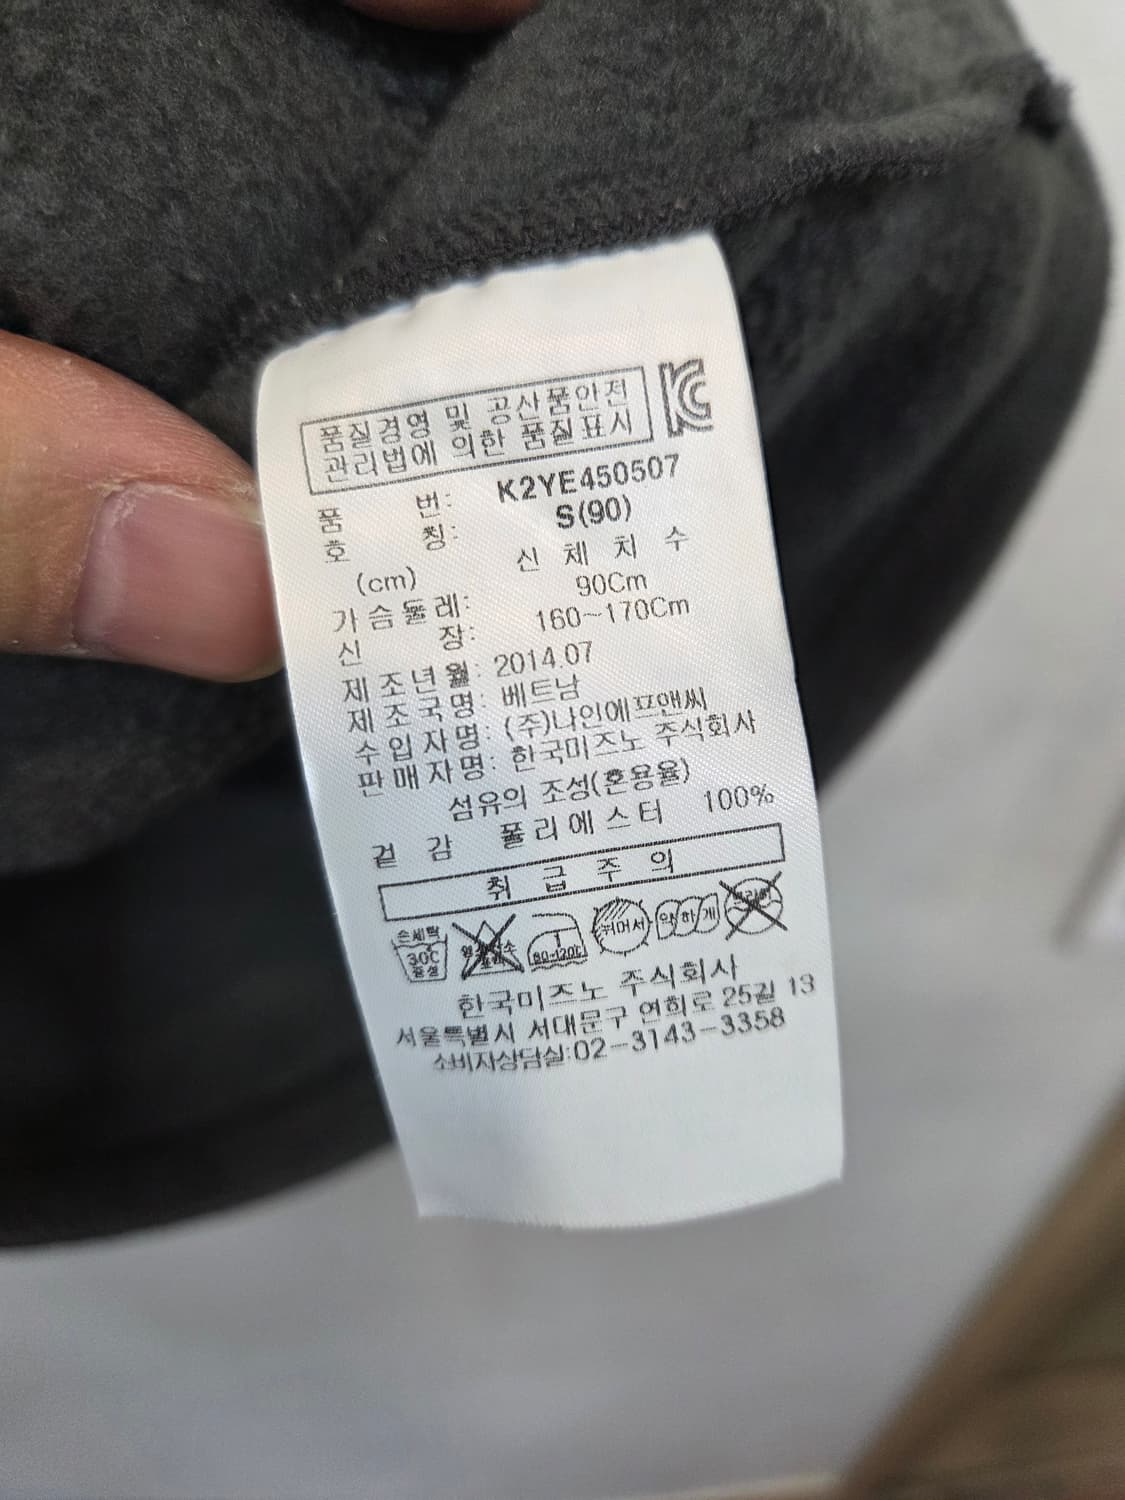 품질경영 및 공산품안전
관리법에 의한 품질표시
품 번: K2YE450507
호 칭: S(90)
(cm) 신 체 치 수
가슴둘레: 90Cm
신 장: 160~170Cm
제조년월: 2014.07
제조국명: 베트남
수입자명: (주)나인에프앤씨
판매자명: 한국미즈노 주식회사
섬유의 조성(혼용율)
겉 감 폴리에스터 100%
취 급 주 의
손세탁 30℃ 중성
80~120℃
뉘어서
약하게
드라이
한국미즈노 주식회사
서울특별시 서대문구 연희로 25길 13
소비자상담실:02-3143-3358